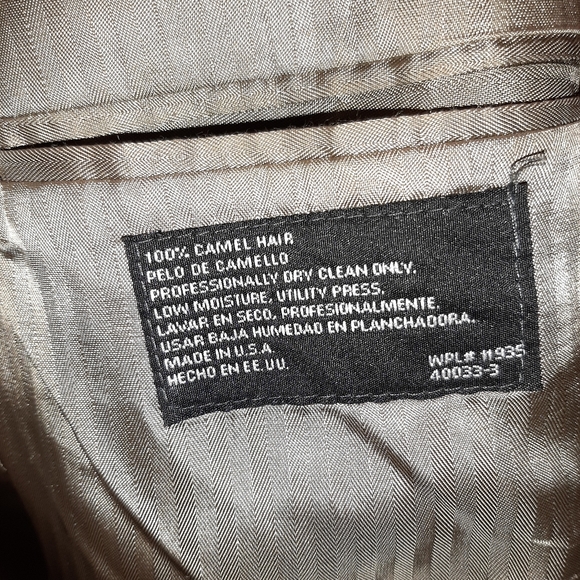 100% CAMEL HAIR
PELO DE CAMELLO
PROFESSIONALLY DRY CLEAN ONLY.
LOW MOISTURE, UTILITY PRESS.
LAVAR EN SECO, PROFESIONALMENTE,
USAR BAJA HUMEDAD EN PLANCHADORA.
MADE IN U.S.A.
HECHO EN EE.UU.
WPL# 11935
40033-3